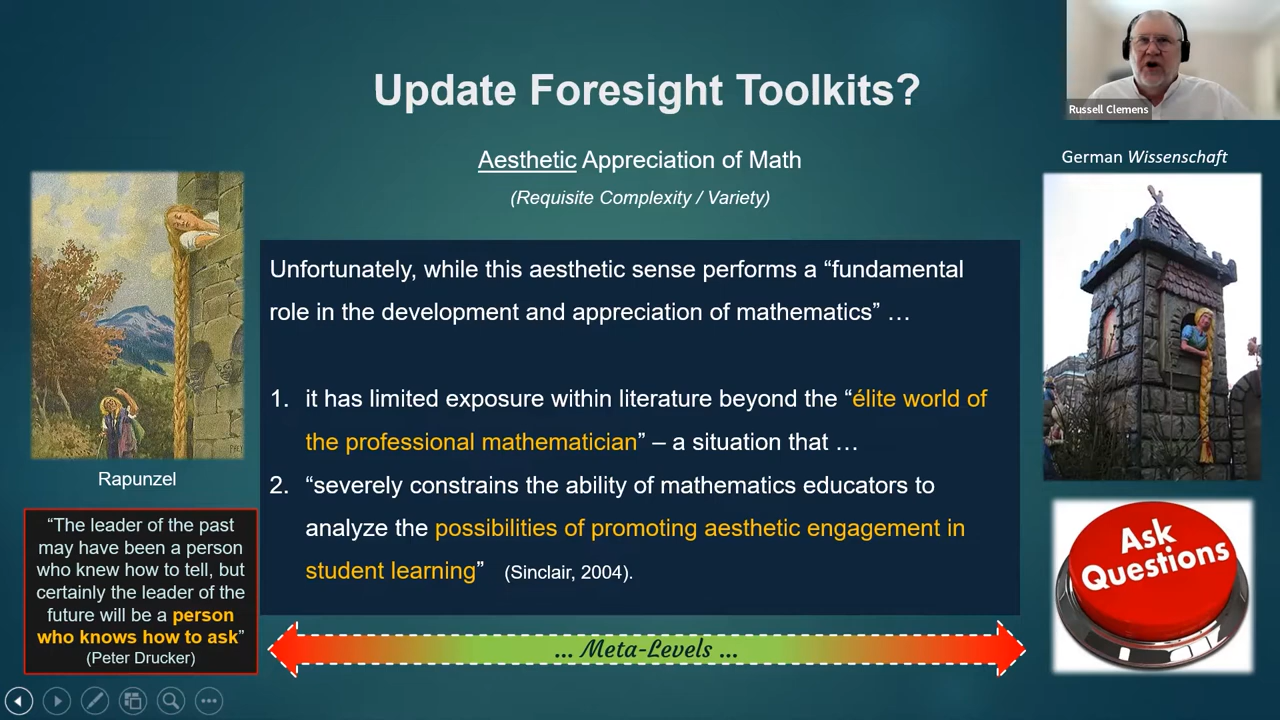 Update Foresight Toolkits?
Russell Clemens
Aesthetic Appreciation of Math
(Requisite Complexity / Variety)
German Wissenschaft
Unfortunately, while this aesthetic sense performs a “fundamental
role in the development and appreciation of mathematics” …
1. it has limited exposure within literature beyond the “élite world of
the professional mathematician” – a situation that …
2. “severely constrains the ability of mathematics educators to
analyze the possibilities of promoting aesthetic engagement in
student learning” (Sinclair, 2004).
Rapunzel
“The leader of the past
may have been a person
who knew how to tell, but
certainly the leader of the
future will be a person
who knows how to ask”
(Peter Drucker)
... Meta-Levels ...
Ask
Questions